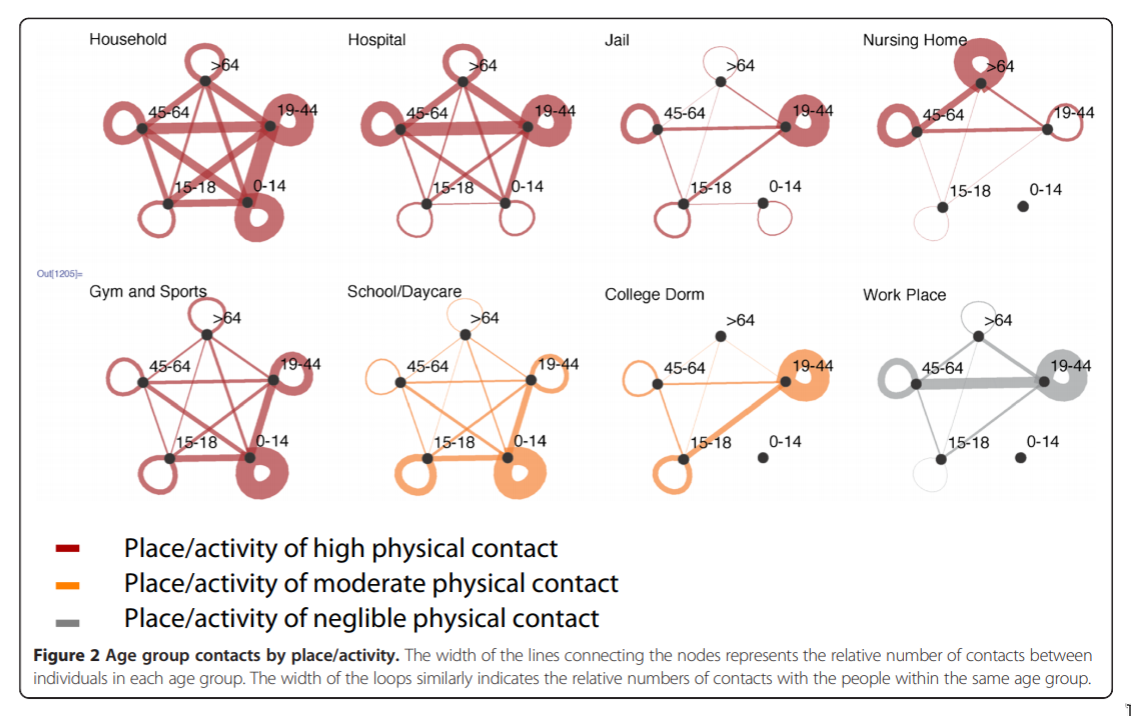 Household
Hospital
Jail
Nursing Home
>64
45-64
19-44
15-18
0-14
>64
45-64
19-44
15-18
0-14
>64
45-64
19-44
15-18
0-14
>64
45-64
19-44
15-18
0-14
Out[1205]=
Gym and Sports
School/Daycare
College Dorm
Work Place
>64
45-64
19-44
15-18
0-14
>64
45-64
19-44
15-18
0-14
>64
45-64
19-44
15-18
0-14
>64
45-64
19-44
15-18
0-14
Place/activity of high physical contact
Place/activity of moderate physical contact
Place/activity of neglible physical contact
Figure 2 Age group contacts by place/activity. The width of the lines connecting the nodes represents the relative number of contacts between
individuals in each age group. The width of the loops similarly indicates the relative numbers of contacts with the people within the same age group.